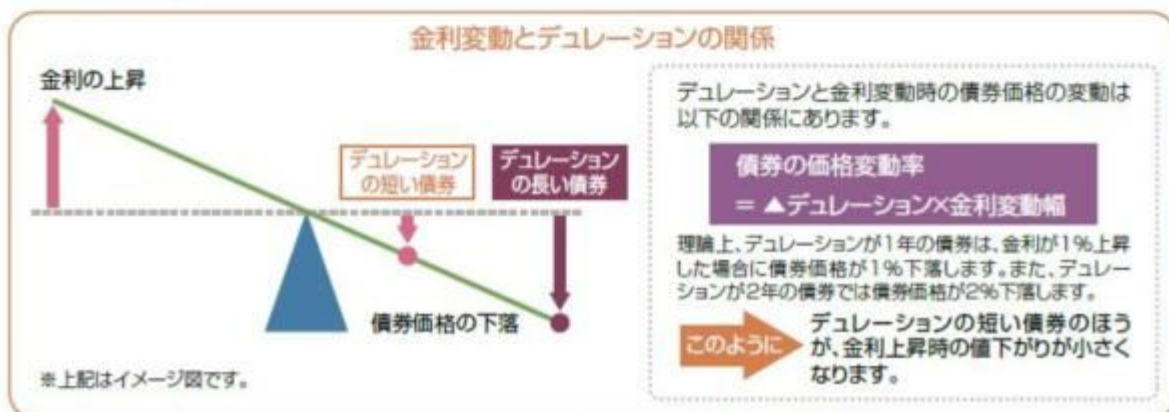 金利変動とデュレーションの関係
金利の上昇
デュレーション
の短い債券
デュレーション
の長い債券
債券価格の下落
※上記はイメージ図です。
デュレーションと金利変動時の債券価格の変動は
以下の関係にあります。
債券の価格変動率
= ▲デュレーション×金利変動幅
理論上、デュレーションが1年の債券は、金利が1%上昇
した場合に債券価格が1%下落します。また、デュレー
ションが2年の債券では債券価格が2%下落します。
このように
デュレーションの短い債券のほう
が、金利上昇時の値下がりが小さく
なります。